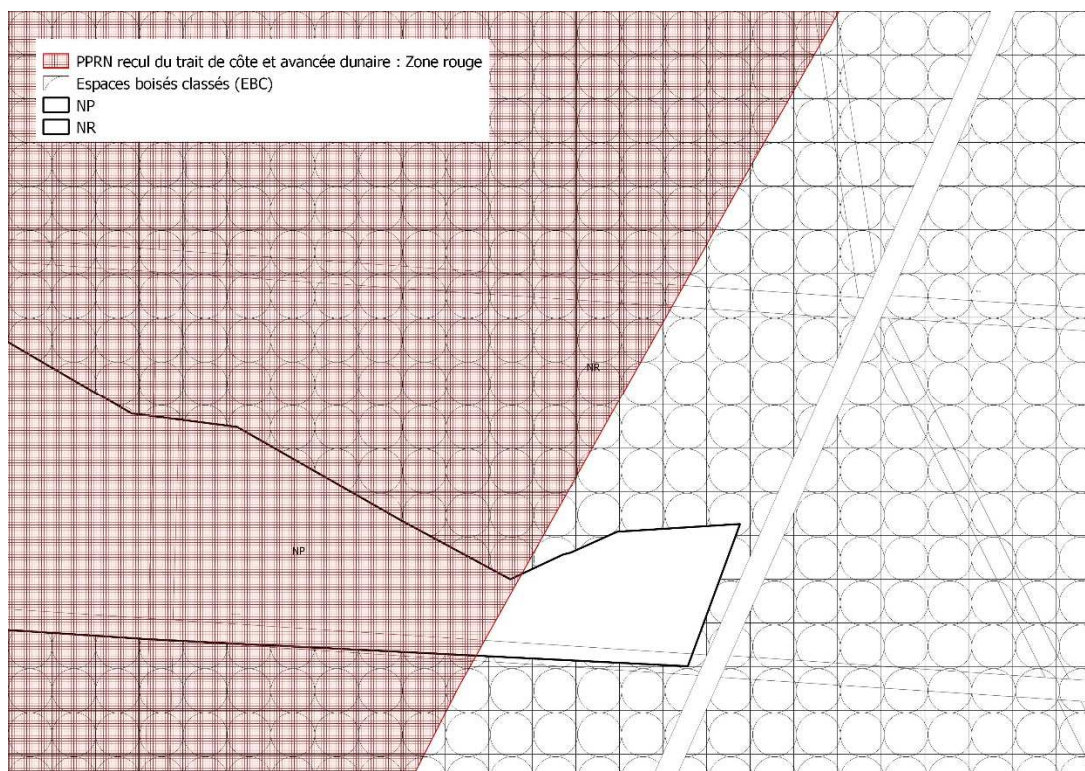 PPRN recul du trait de côte et avancée dunaire : Zone rouge
Espaces boisés classés (EBC)
NP
NR
NR
NP